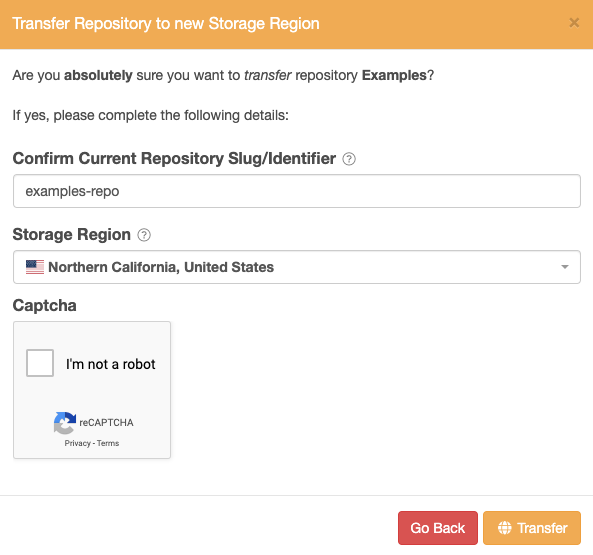 Transfer Repository to new Storage Region ×
Are you absolutely sure you want to transfer repository Examples?
If yes, please complete the following details:
Confirm Current Repository Slug/Identifier ?
examples-repo
Storage Region ?
Northern California, United States
Captcha
I'm not a robot
reCAPTCHA
Privacy - Terms
Go Back Transfer